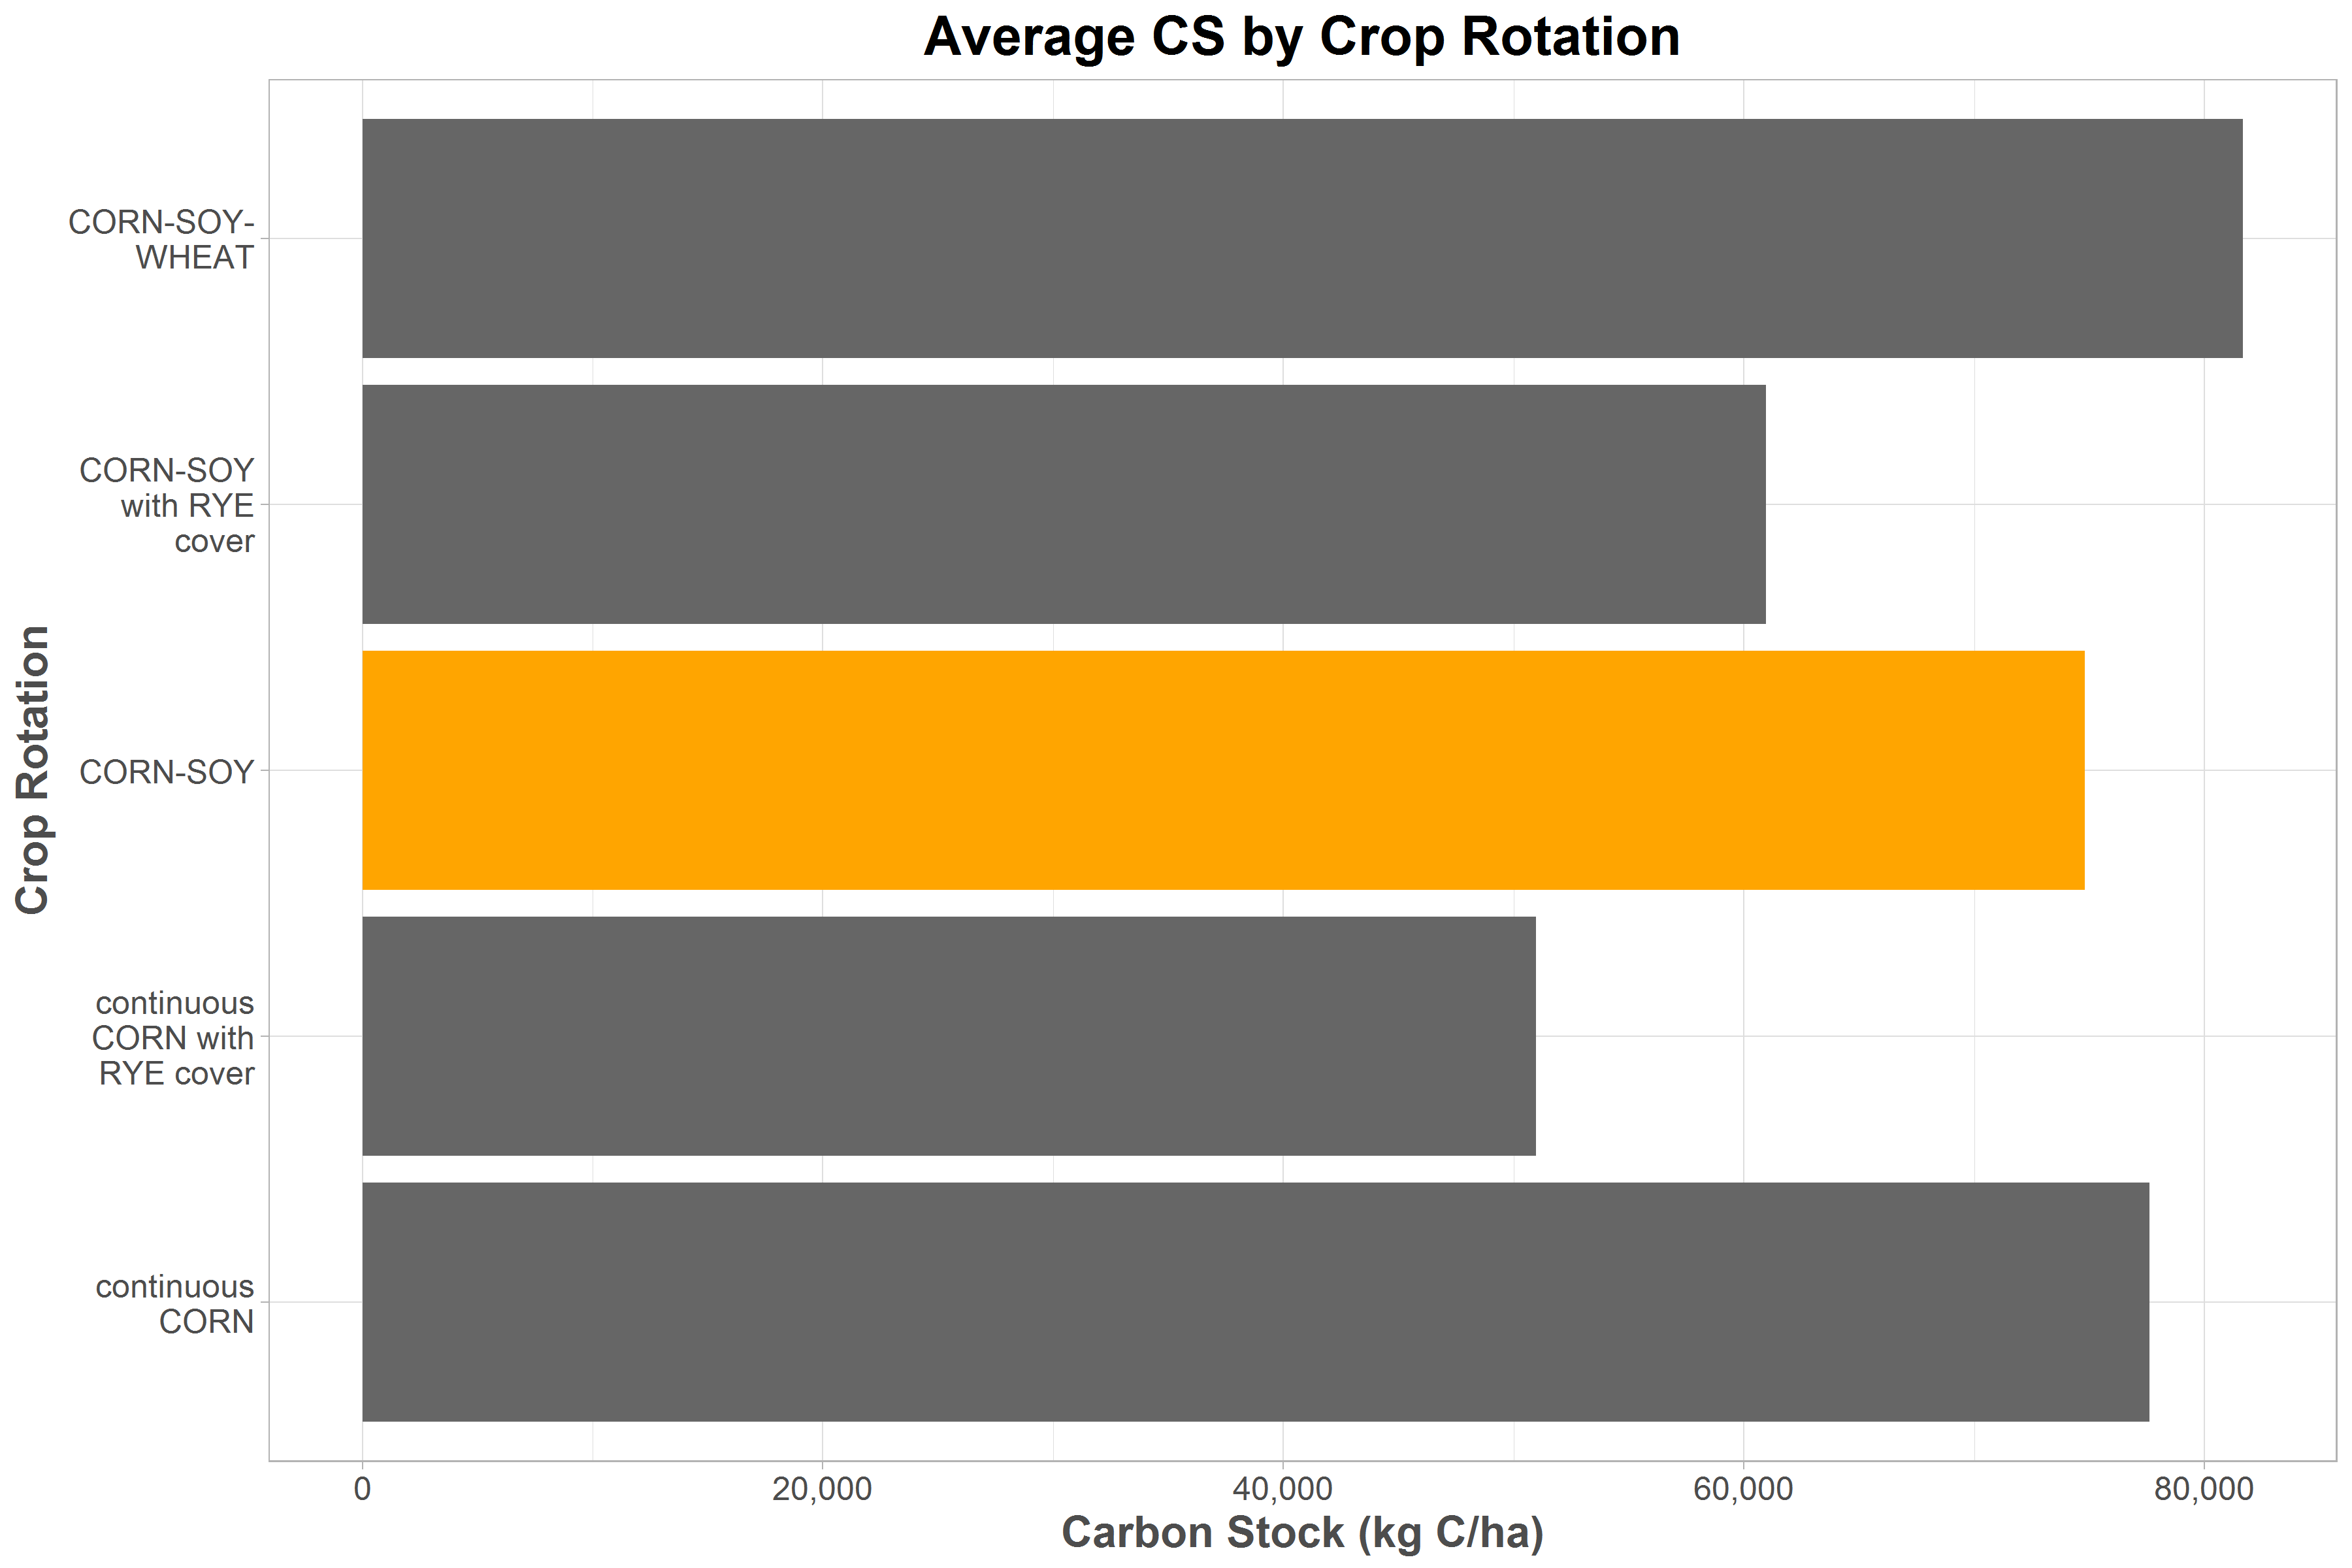 Average CS by Crop Rotation
Crop Rotation
CORN-SOY-
WHEAT
CORN-SOY
with RYE
cover
CORN-SOY
continuous
CORN with
RYE cover
continuous
CORN
0
20,000
40,000
60,000
80,000
Carbon Stock (kg C/ha)